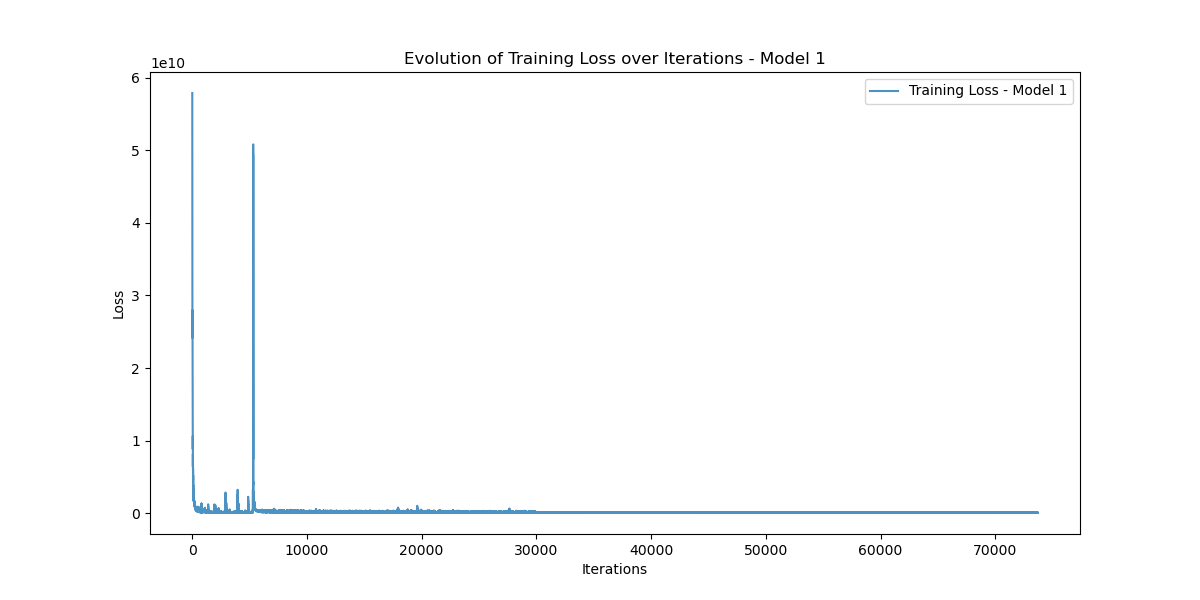 Evolution of Training Loss over Iterations - Model 1
1e10
Training Loss - Model 1
6
5
4
3
2
1
0
Loss
0 10000 20000 30000 40000 50000 60000 70000
Iterations